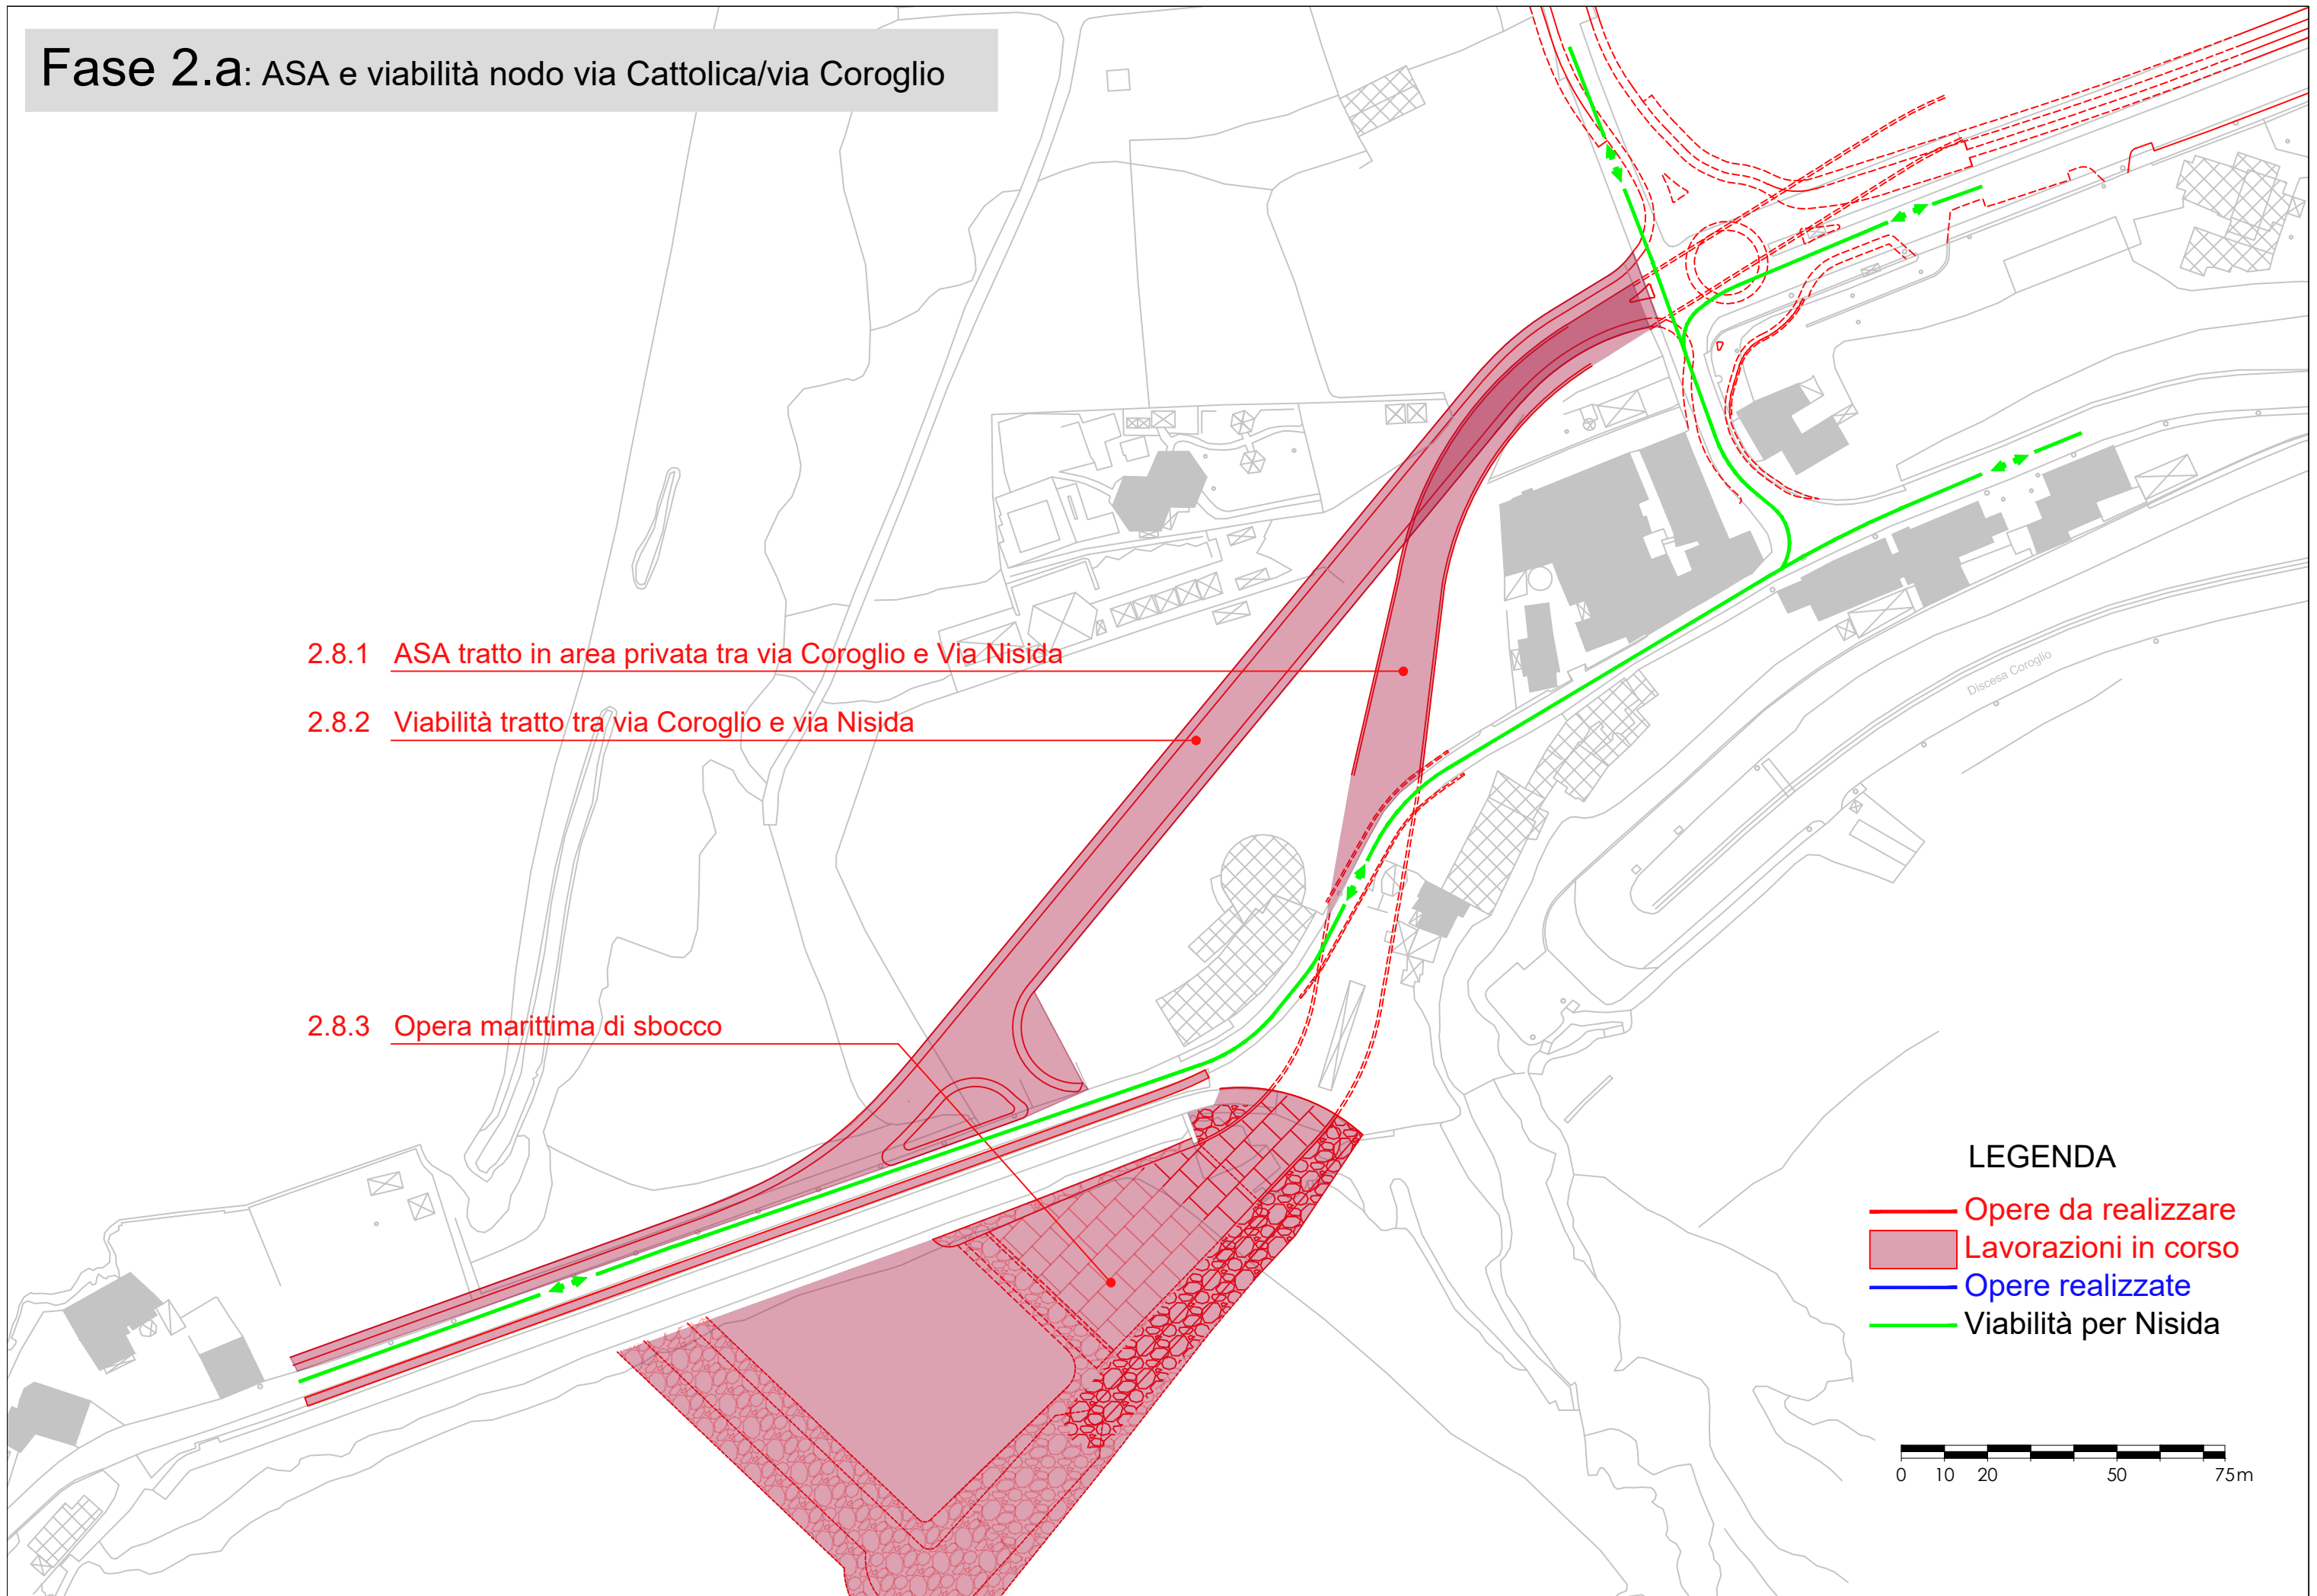 Fase 2.a: ASA e viabilità nodo via Cattolica/via Coroglio
2.8.1 ASA tratto in area privata tra via Coroglio e Via Nisida
2.8.2 Viabilità tratto tra via Coroglio e via Nisida
Discesa Coroglio
2.8.3 Opera marittima di sbocco
LEGENDA
Opere da realizzare
Lavorazioni in corso
Opere realizzate
Viabilità per Nisida
0 10 20 50 75m